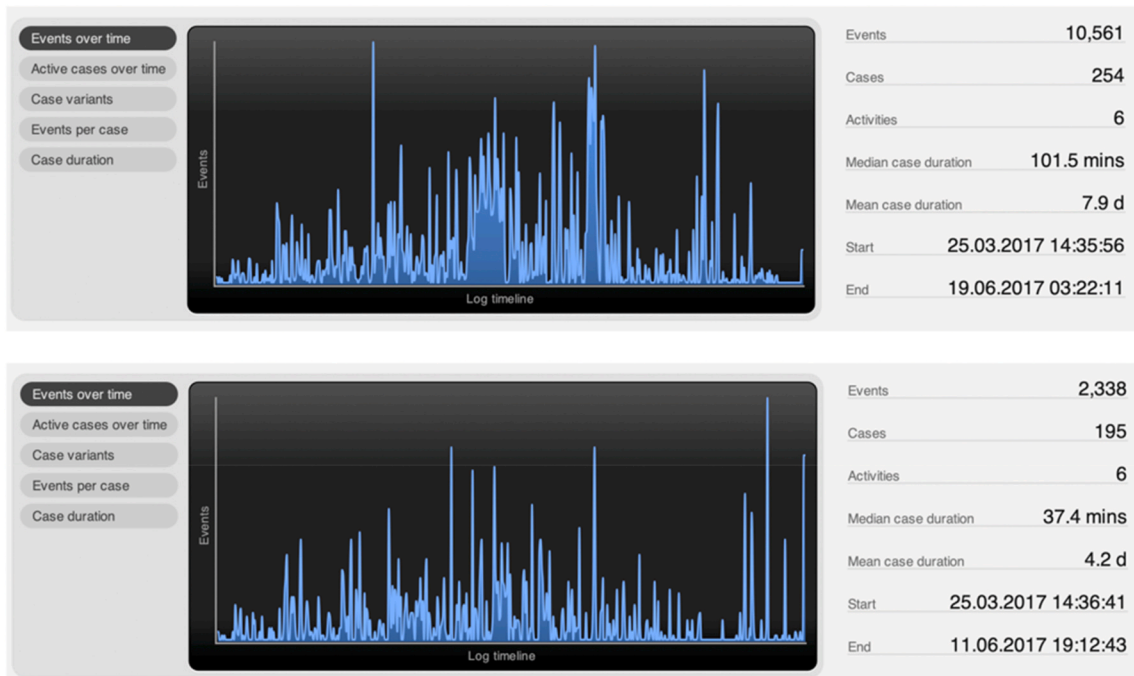 Events over time
Active cases over time
Case variants
Events per case
Case duration
Events
Log timeline
Events 10,561
Cases 254
Activities 6
Median case duration 101.5 mins
Mean case duration 7.9 d
Start 25.03.2017 14:35:56
End 19.06.2017 03:22:11
Events over time
Active cases over time
Case variants
Events per case
Case duration
Events
Log timeline
Events 2,338
Cases 195
Activities 6
Median case duration 37.4 mins
Mean case duration 4.2 d
Start 25.03.2017 14:36:41
End 11.06.2017 19:12:43